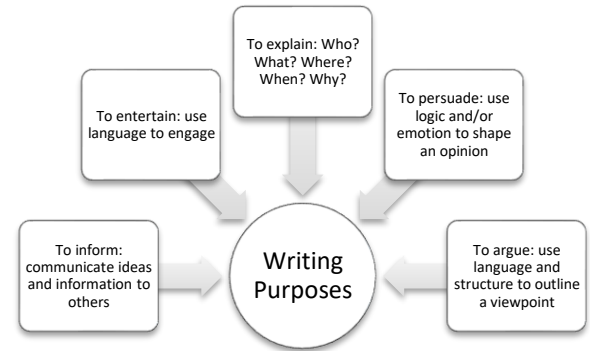 To explain: Who?
What? Where?
When? Why?
To entertain: use
language to engage
To persuade: use
logic and/or
emotion to shape
an opinion
To inform:
communicate ideas
and information to
others
Writing
Purposes
To argue: use
language and
structure to outline
a viewpoint